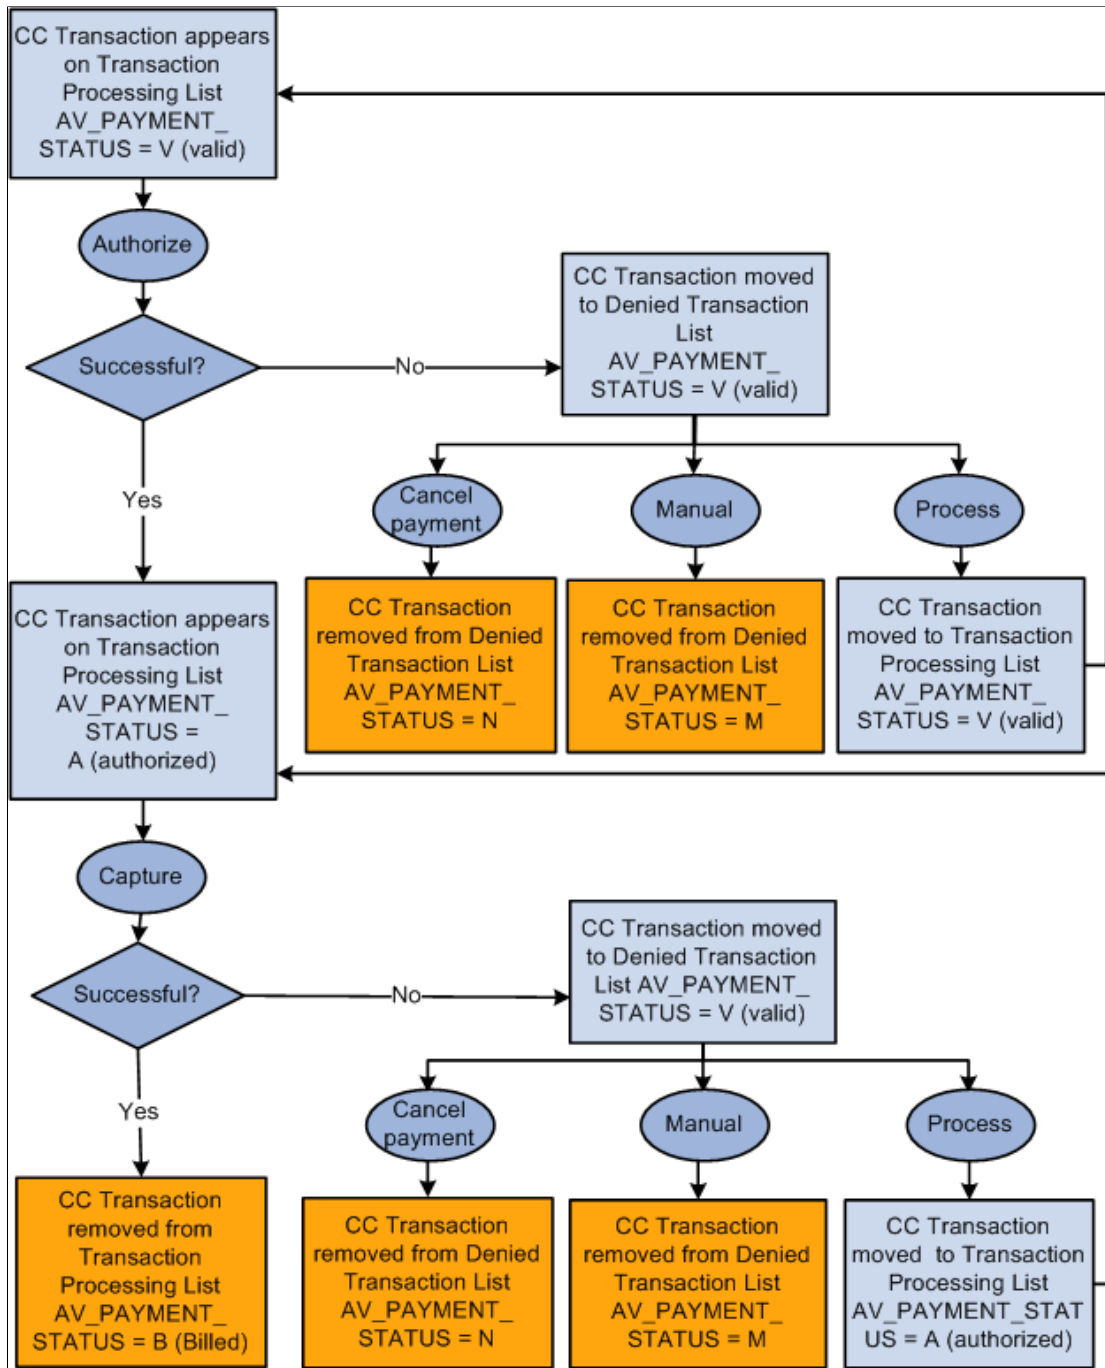 CC Transaction appears
on Transaction
Processing List
AV_PAYMENT_
STATUS = V (valid)
Authorize
Successful?
No
CC Transaction moved
to Denied Transaction
List
AV_PAYMENT_
STATUS = V (valid)
Yes
Cancel
payment
Manual
Process
CC Transaction
removed from Denied
Transaction List
AV_PAYMENT_
STATUS = N
CC Transaction
removed from Denied
Transaction List
AV_PAYMENT_
STATUS = M
CC Transaction
moved to Transaction
Processing List
AV_PAYMENT_
STATUS = V (valid)
CC Transaction appears
on Transaction
Processing List
AV_PAYMENT_
STATUS =
A (authorized)
Capture
Successful?
No
CC Transaction moved
to Denied Transaction
List AV_PAYMENT_
STATUS = V (valid)
Yes
Cancel
payment
Manual
Process
CC Transaction
removed from
Transaction
Processing List
AV_PAYMENT_
STATUS = B (Billed)
CC Transaction
removed from Denied
Transaction List
AV_PAYMENT_
STATUS = N
CC Transaction
removed from Denied
Transaction List
AV_PAYMENT_
STATUS = M
CC Transaction
moved  to Transaction
Processing List
AV_PAYMENT_STAT
US = A (authorized)